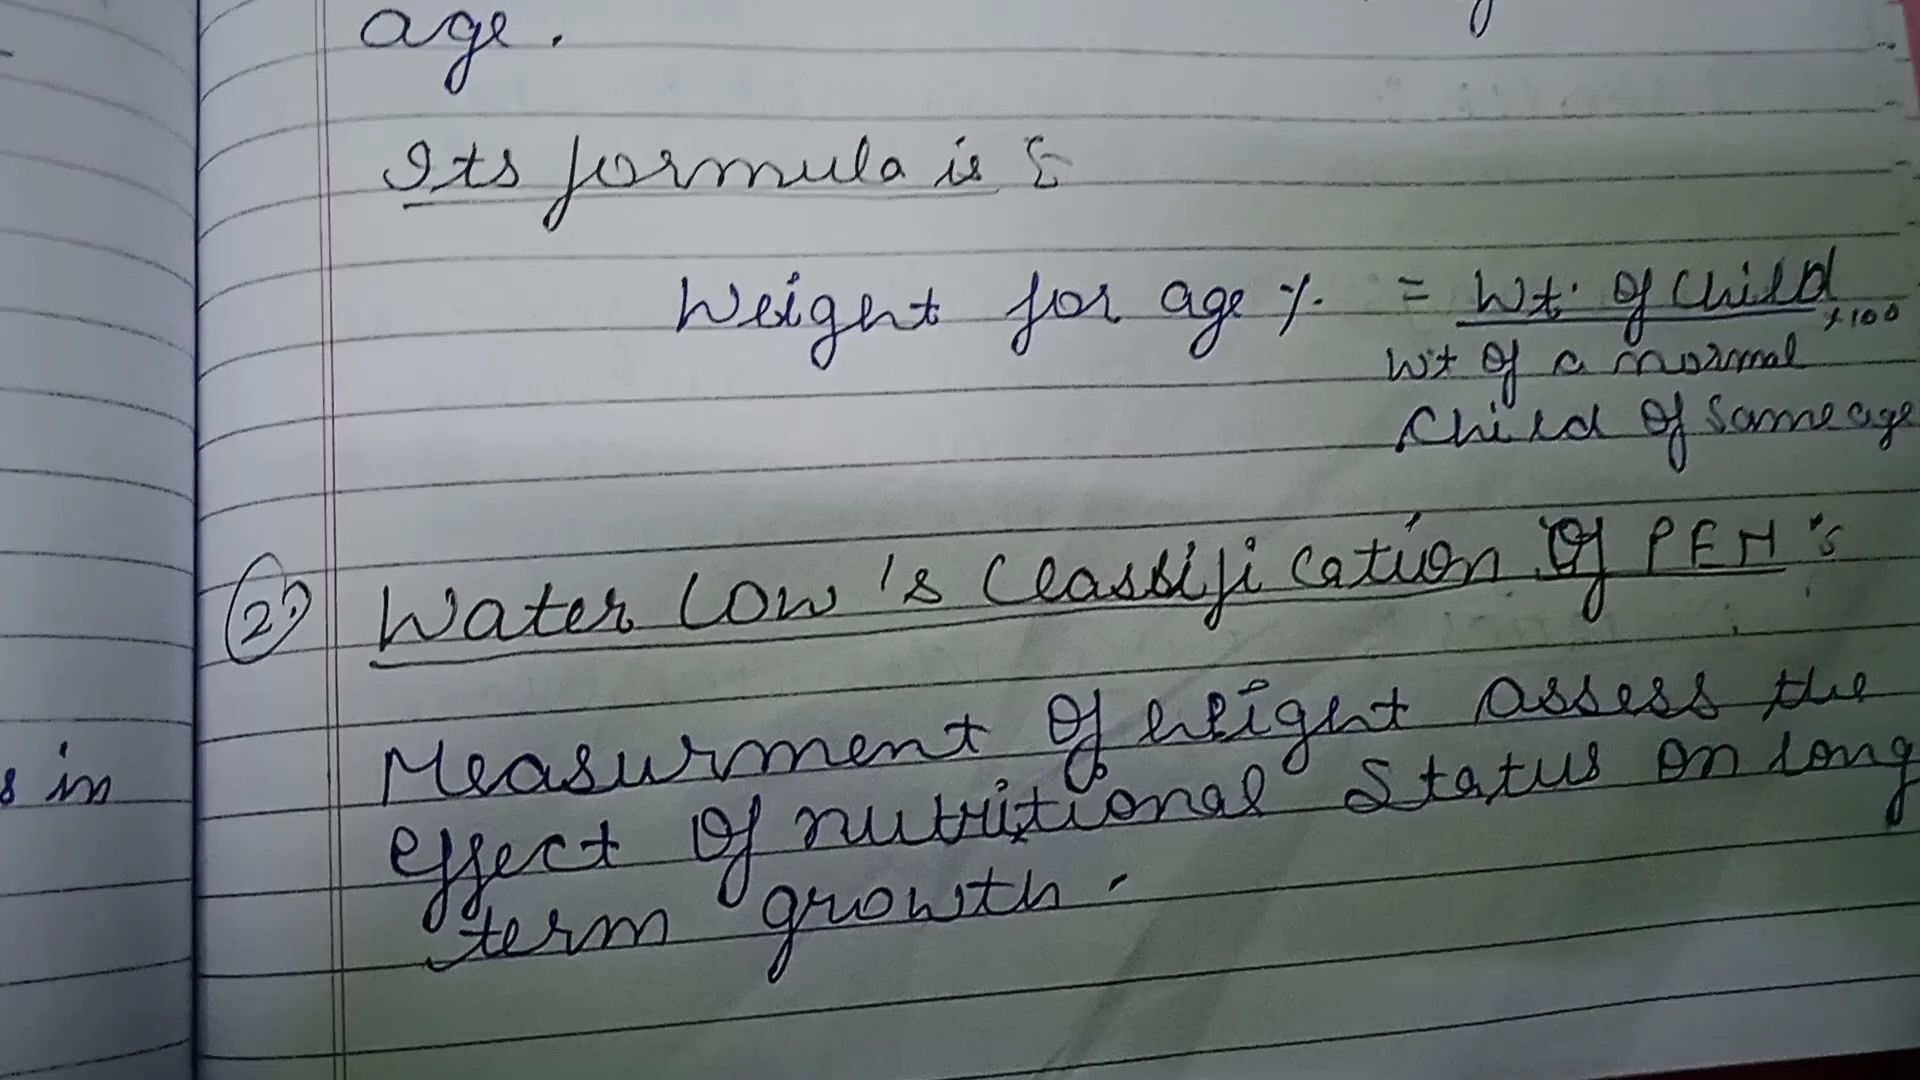 age.
Its formula is :-
Weight for age % = Wt. of child x100
Wt of a normal
child of same age
(2) Water low's classification of PEM's
Measurment of height assess the
effect of nutritional status on long
term growth.
s in